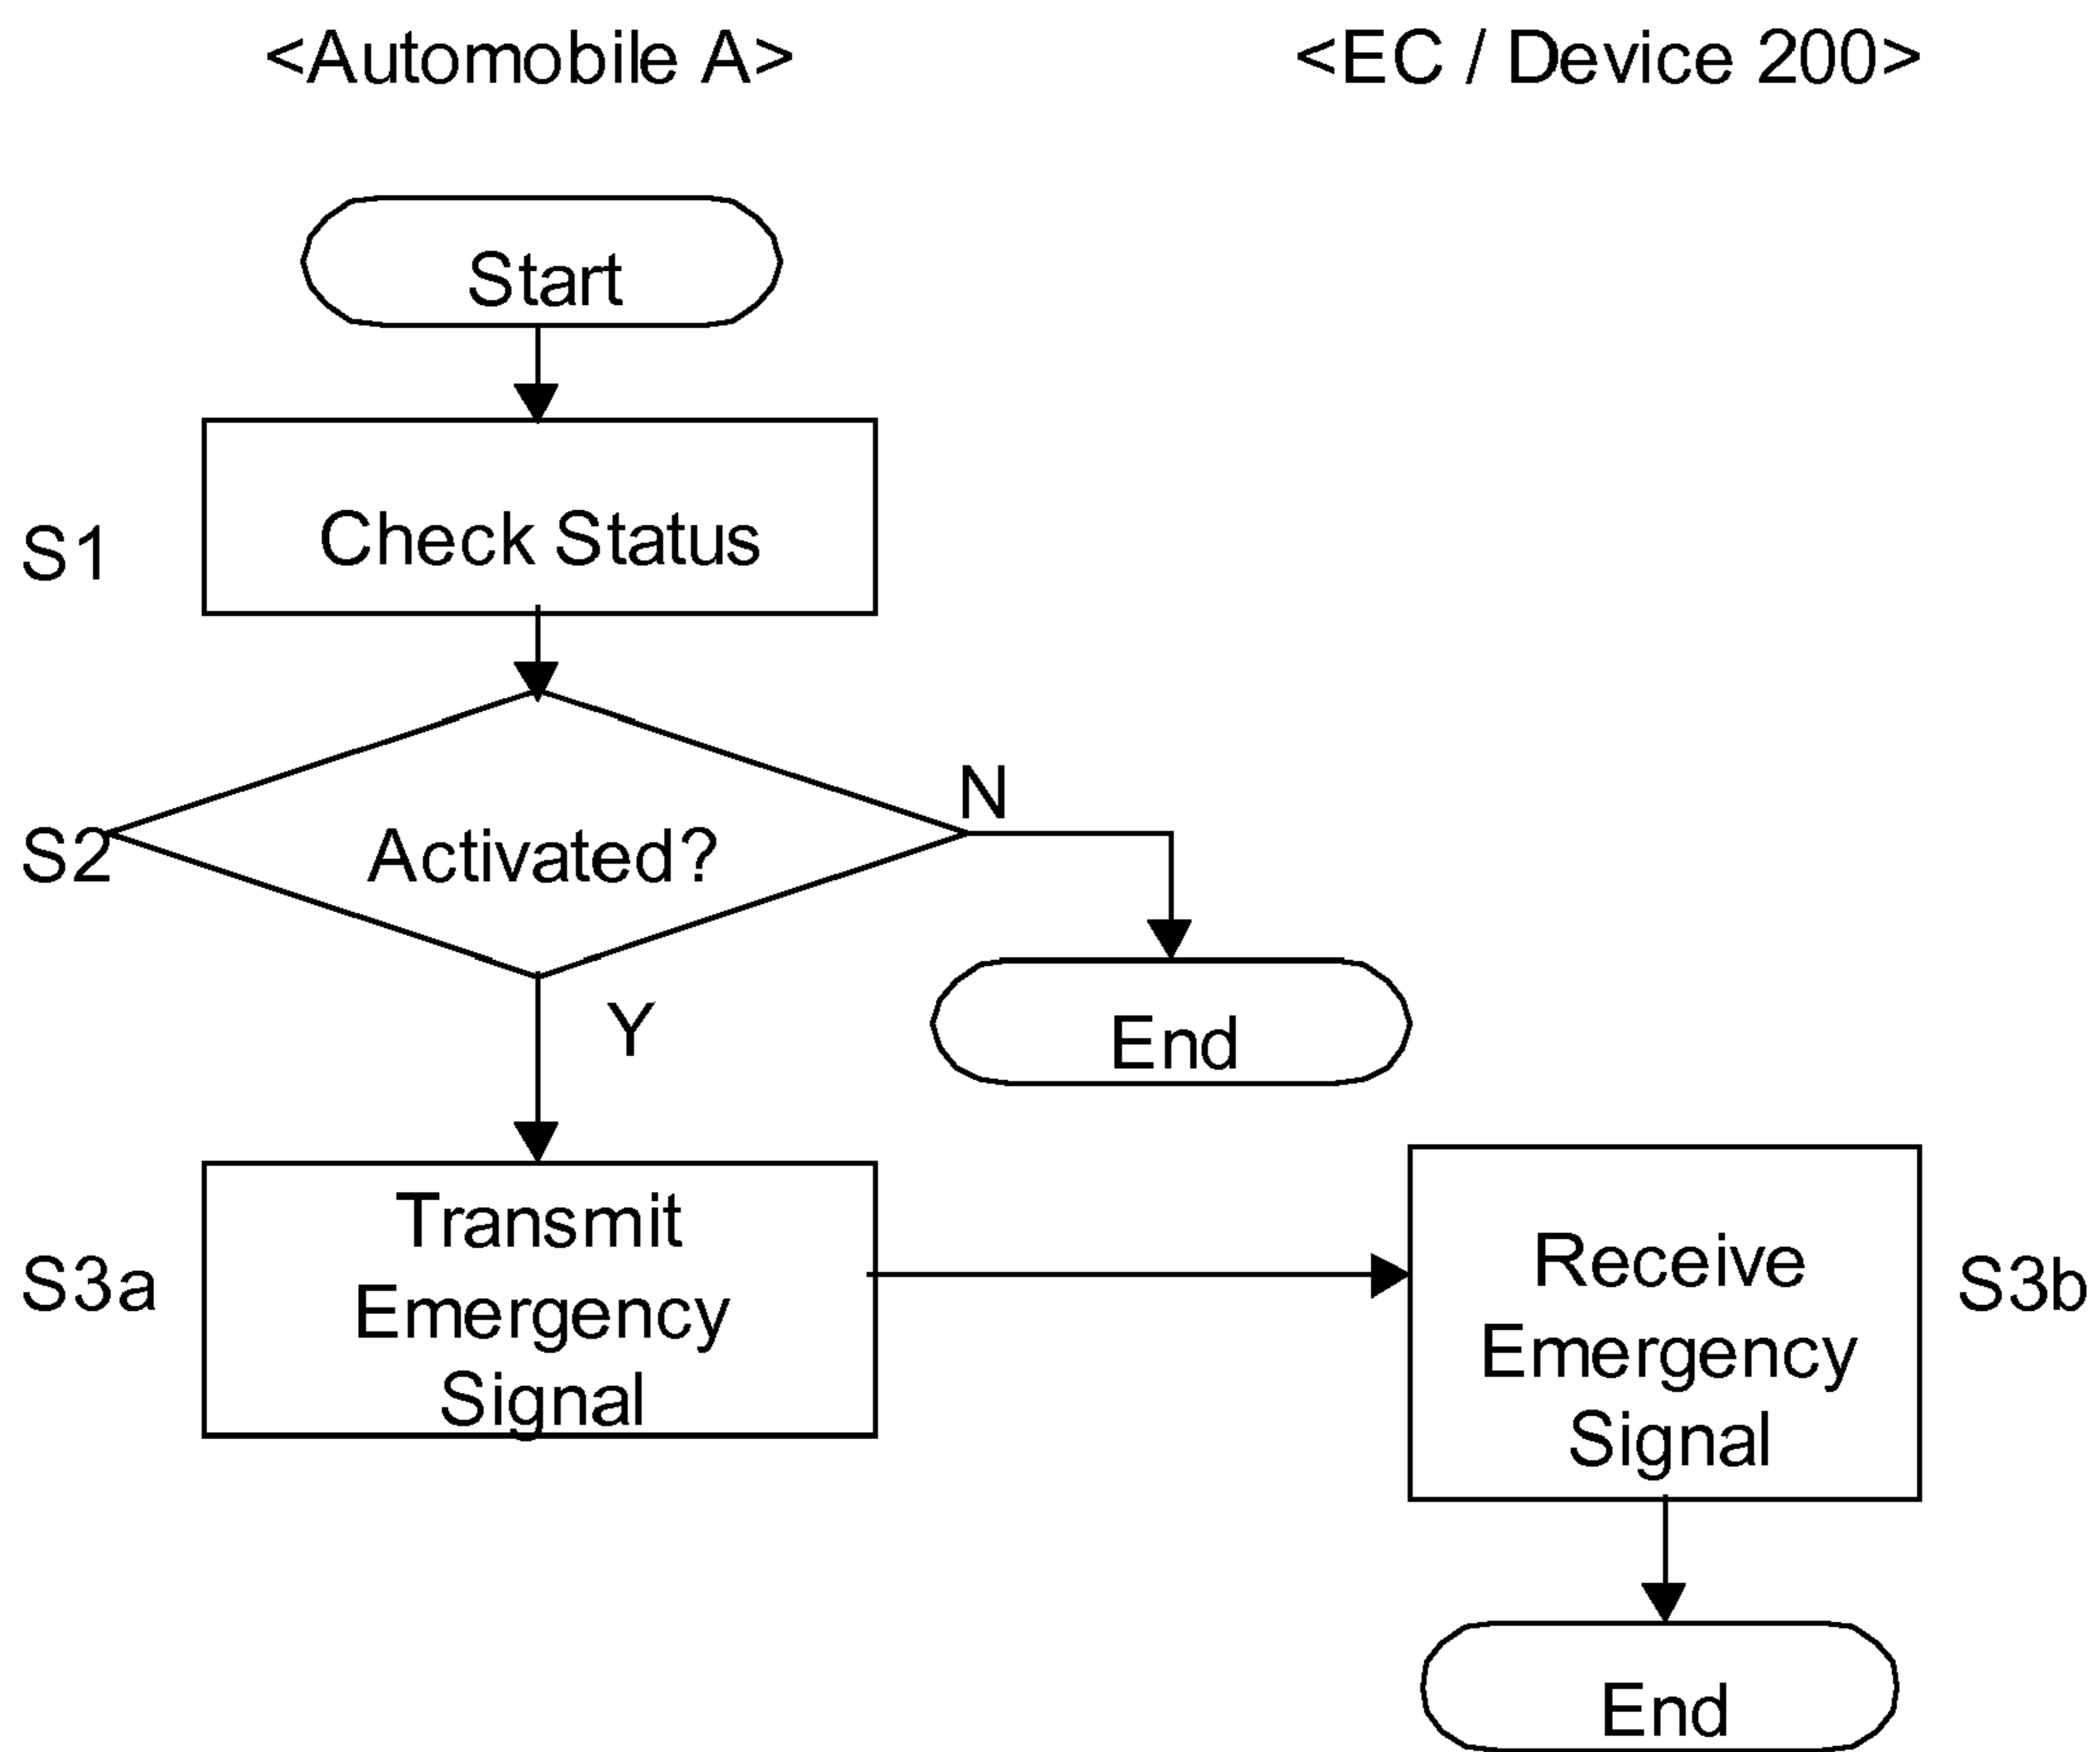 <Automobile A>
<EC / Device 200>
Start
S1
Check Status
S2
Activated?
N
Y
End
S3a
Transmit
Emergency
Signal
Receive
Emergency
Signal
S3b
End